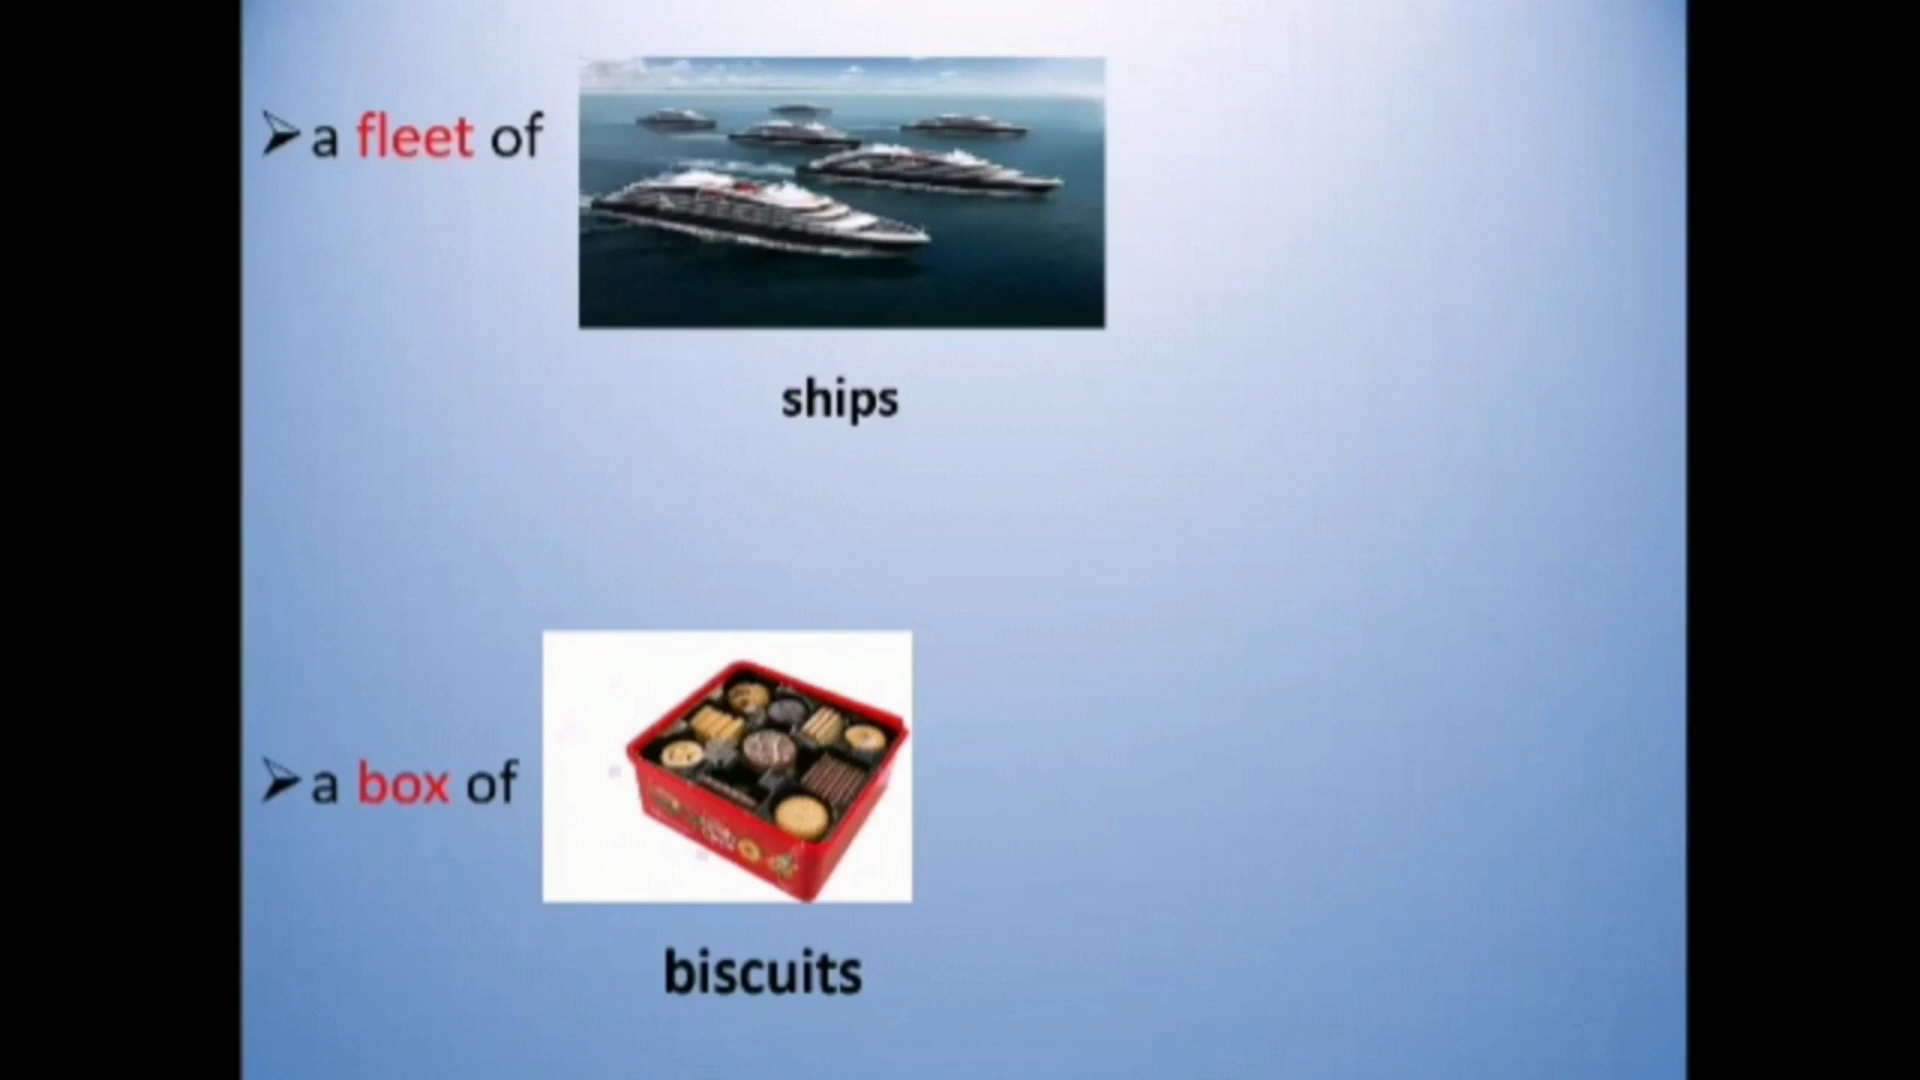 a fleet of
ships
a box of
biscuits